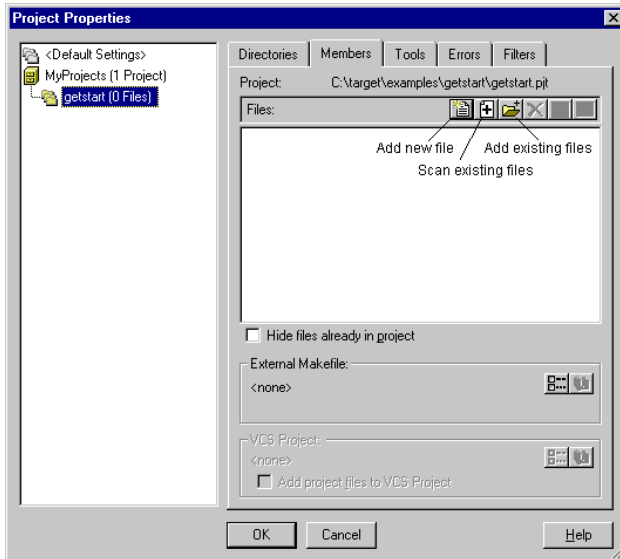 Project Properties
<Default Settings>
MyProjects (1 Project)
getstart (0 Files)
Directories Members Tools Errors Filters
Project: C:\target\examples\getstart\getstart.pjt
Files:
Add new file Add existing files
Scan existing files
Hide files already in project
External Makefile:
<none>
VCS Project:
<none>
Add project files to VCS Project
OK Cancel Help